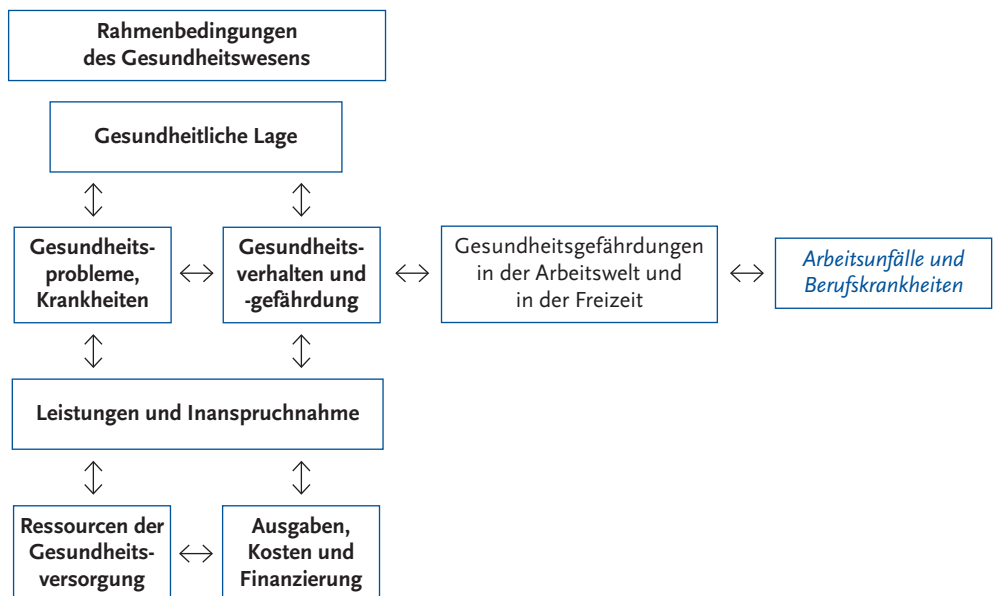 Rahmenbedingungen
des Gesundheitswesens
Gesundheitliche Lage
Gesundheits-
probleme,
Krankheiten
Gesundheits-
verhalten und
-gefährdung
Gesundheitsgefährdungen
in der Arbeitswelt und
in der Freizeit
Arbeitsunfälle und
Berufskrankheiten
Leistungen und Inanspruchnahme
Ressourcen der
Gesundheits-
versorgung
Ausgaben,
Kosten und
Finanzierung